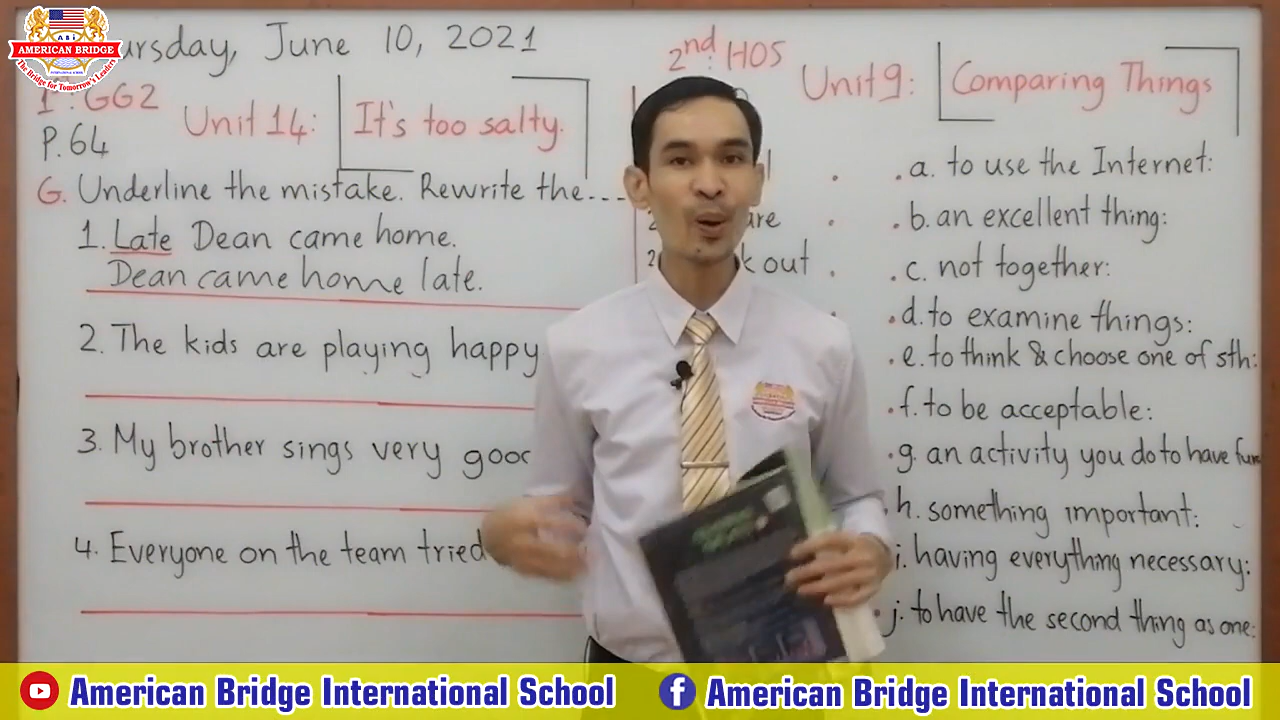 AMERICAN BRIDGE
INTERNATIONAL SCHOOL
The Bridge for Tomorrow's Leaders
June 10, 2021
GG2
P.64
Unit 14: It's too salty.
G. Underline the mistake. Rewrite the...
1. Late Dean came home.
Dean came home late.
2. The kids are playing happy
3. My brother sings very
4. Everyone on the team tried
2nd: HOS
Unit 9: Comparing Things
out
. a. to use the Internet:
. b. an excellent thing:
. c. not together:
. d. to examine things:
. e. to think & choose one of sth:
. f. to be acceptable:
. g. an activity you do to have fun
h. something important:
i. having everything necessary:
. j. to have the second thing as one:
American Bridge International School
American Bridge International School